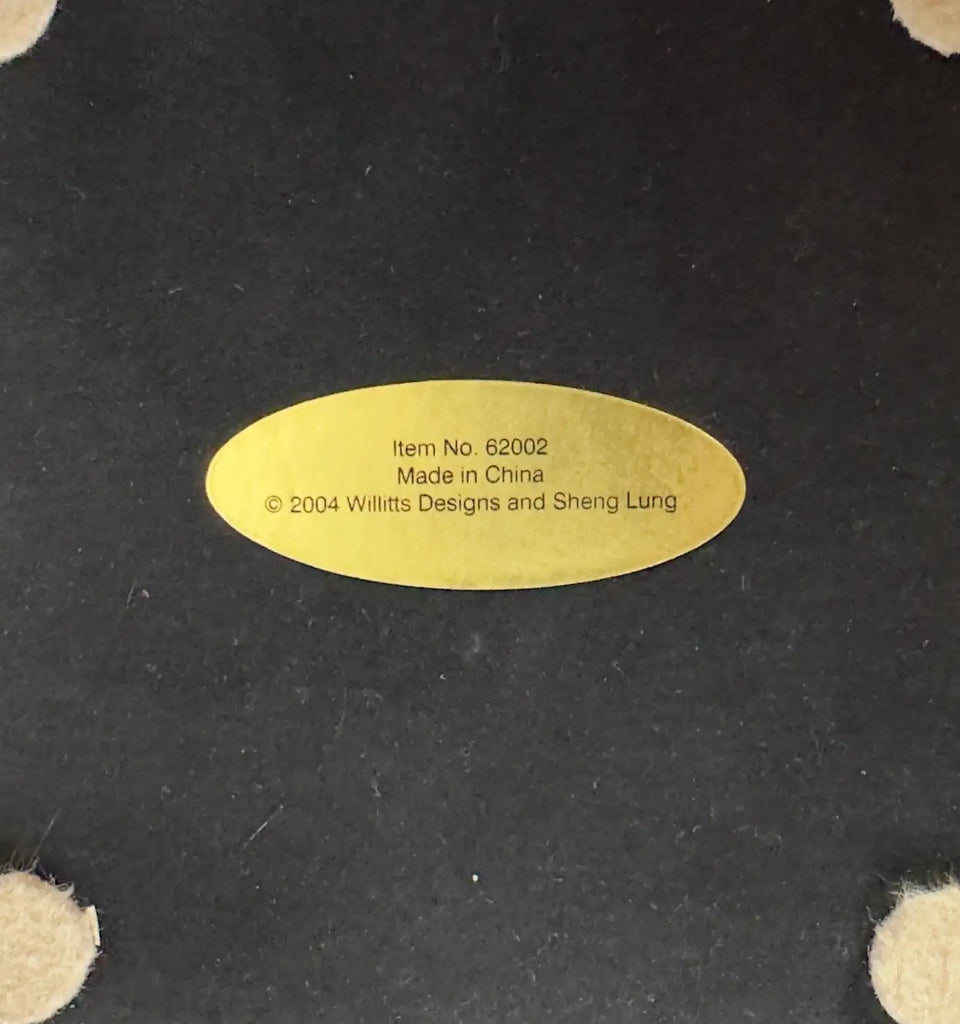 Item No. 62002
Made in China
© 2004 Willitts Designs and Sheng Lung